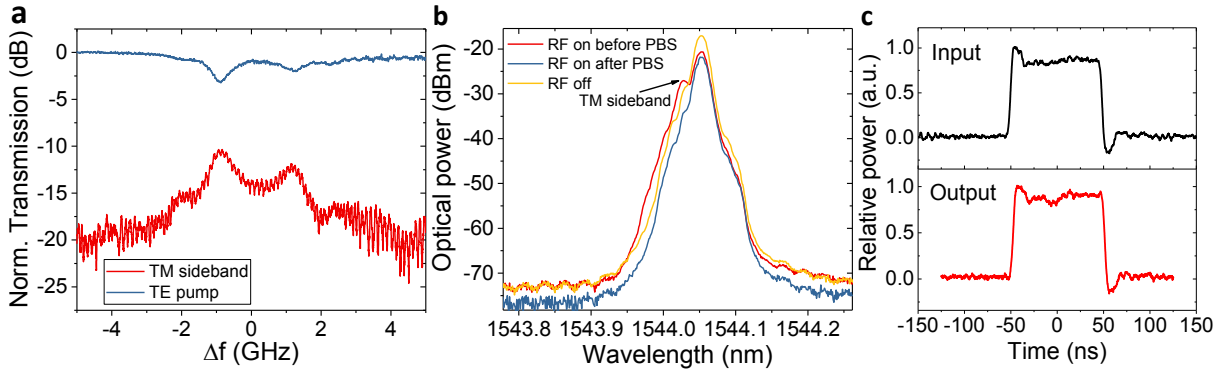 a
Norm. Transmission (dB)
0
-5
-10
-15
-20
-25
TM sideband
TE pump
-4 -2 0 2 4
Δf (GHz)
b
Optical power (dBm)
-20
-30
-40
-50
-60
-70
RF on before PBS
RF on after PBS
RF off
TM sideband
1543.8 1543.9 1544.0 1544.1 1544.2
Wavelength (nm)
c
Relative power (a.u.)
Input
1.0
0.5
0.0
Output
1.0
0.5
0.0
-150 -100 -50 0 50 100 150
Time (ns)